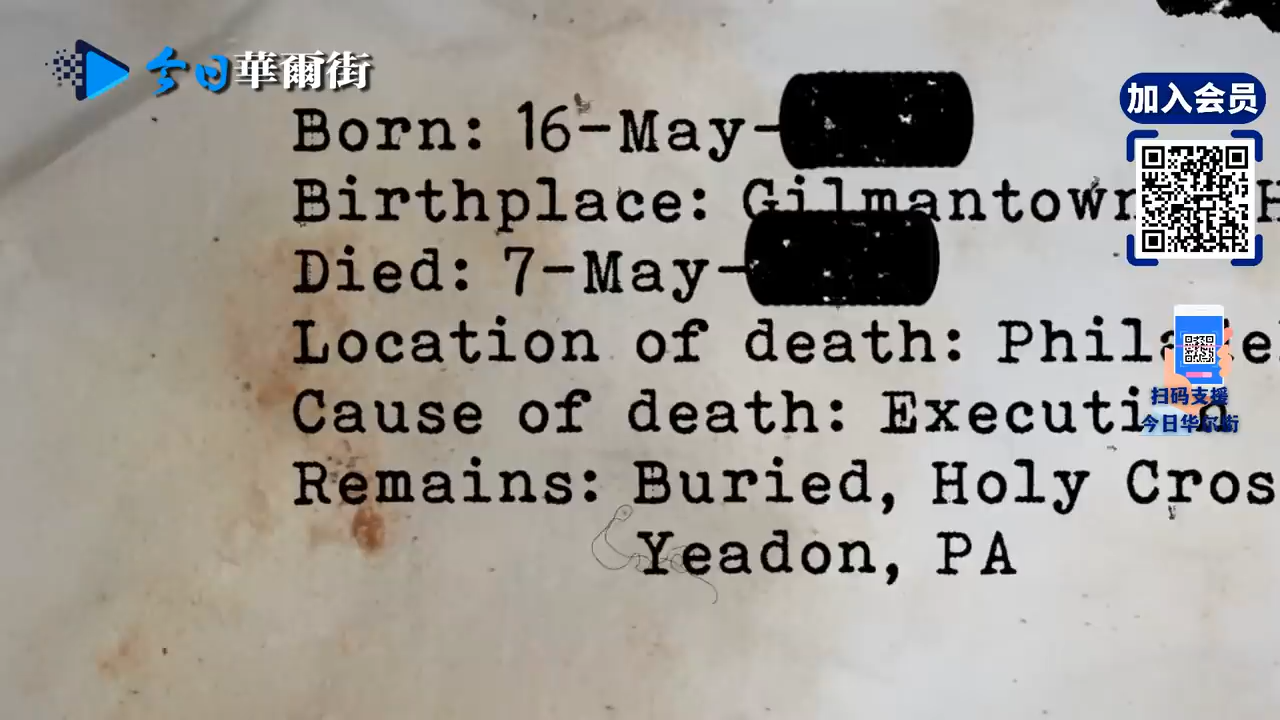 今日華爾街
加入会员
Born: 16-May-
Birthplace: Gilmantown H
Died: 7-May-
Location of death: Philadel
Cause of death: Executio
Remains: Buried, Holy Cros
Yeadon, PA
扫码支援
今日华尔街